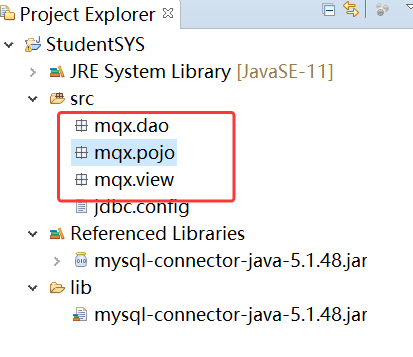 Project Explorer
StudentSYS
JRE System Library [JavaSE-11]
src
mqx.dao
mqx.pojo
mqx.view
jdbc.config
Referenced Libraries
mysql-connector-java-5.1.48.jar
lib
mysql-connector-java-5.1.48.jar